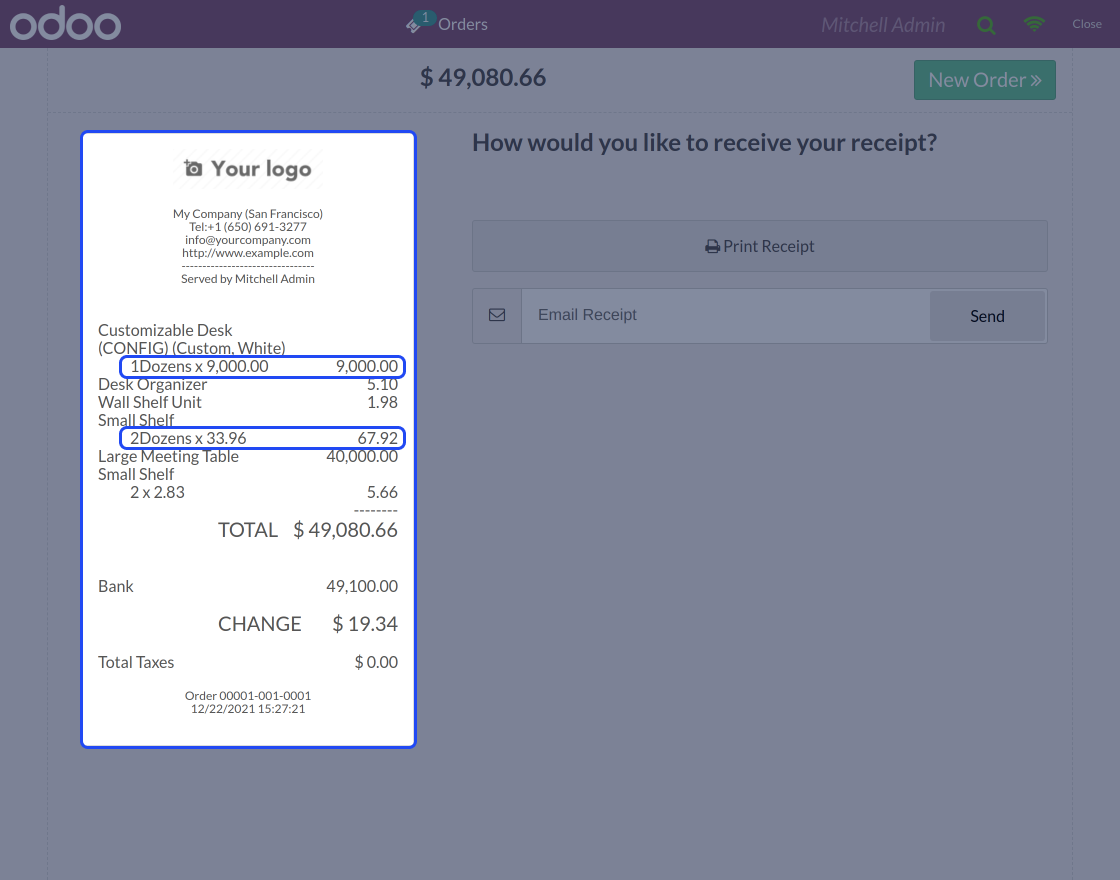 odoo
1 Orders
Mitchell Admin
Close
$ 49,080.66
New Order »
Your logo
My Company (San Francisco)
Tel:+1 (650) 691-3277
info@yourcompany.com
http://www.example.com
--------------------------------
Served by Mitchell Admin
Customizable Desk
(CONFIG) (Custom, White)
1Dozens x 9,000.00 9,000.00
Desk Organizer 5.10
Wall Shelf Unit 1.98
Small Shelf
2Dozens x 33.96 67.92
Large Meeting Table 40,000.00
Small Shelf
2 x 2.83 5.66
--------
TOTAL $ 49,080.66
Bank 49,100.00
CHANGE $ 19.34
Total Taxes $ 0.00
Order 00001-001-0001
12/22/2021 15:27:21
How would you like to receive your receipt?
Print Receipt
Email Receipt
Send